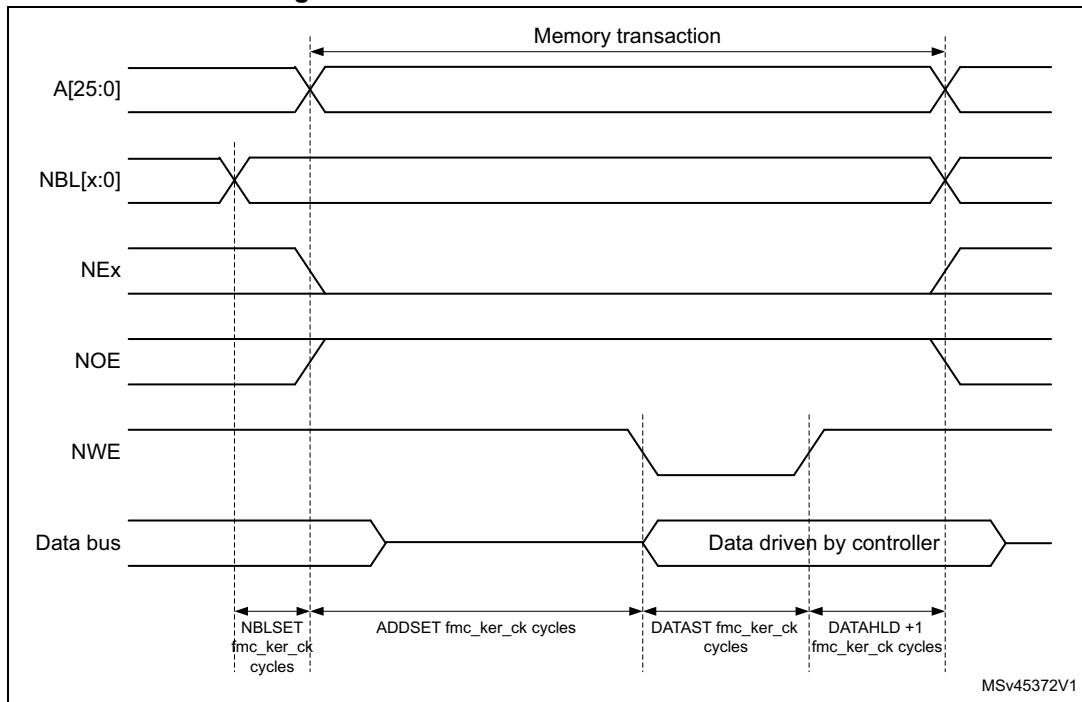 Memory transaction
A[25:0]
NBL[x:0]
NEx
NOE
NWE
Data bus
Data driven by controller
NBLSET
fmc_ker_ck
cycles
ADDSET fmc_ker_ck cycles
DATAST fmc_ker_ck
cycles
DATAHLD +1
fmc_ker_ck cycles
MSv45372V1